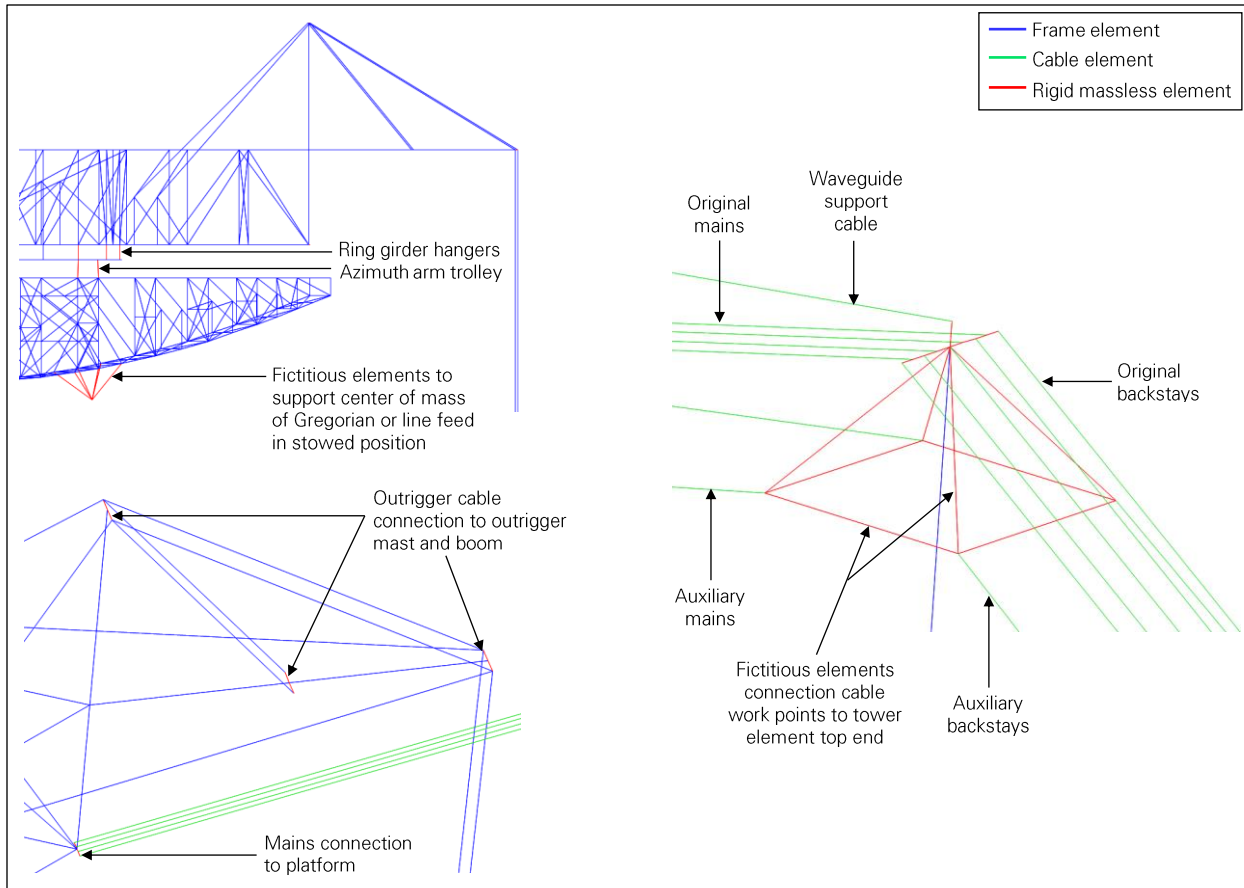 Frame element
Cable element
Rigid massless element
Ring girder hangers
Azimuth arm trolley
Fictitious elements to
support center of mass
of Gregorian or line feed
in stowed position
Outrigger cable
connection to outrigger
mast and boom
Mains connection
to platform
Waveguide
support
cable
Original
mains
Original
backstays
Auxiliary
mains
Fictitious elements
connection cable
work points to tower
element top end
Auxiliary
backstays